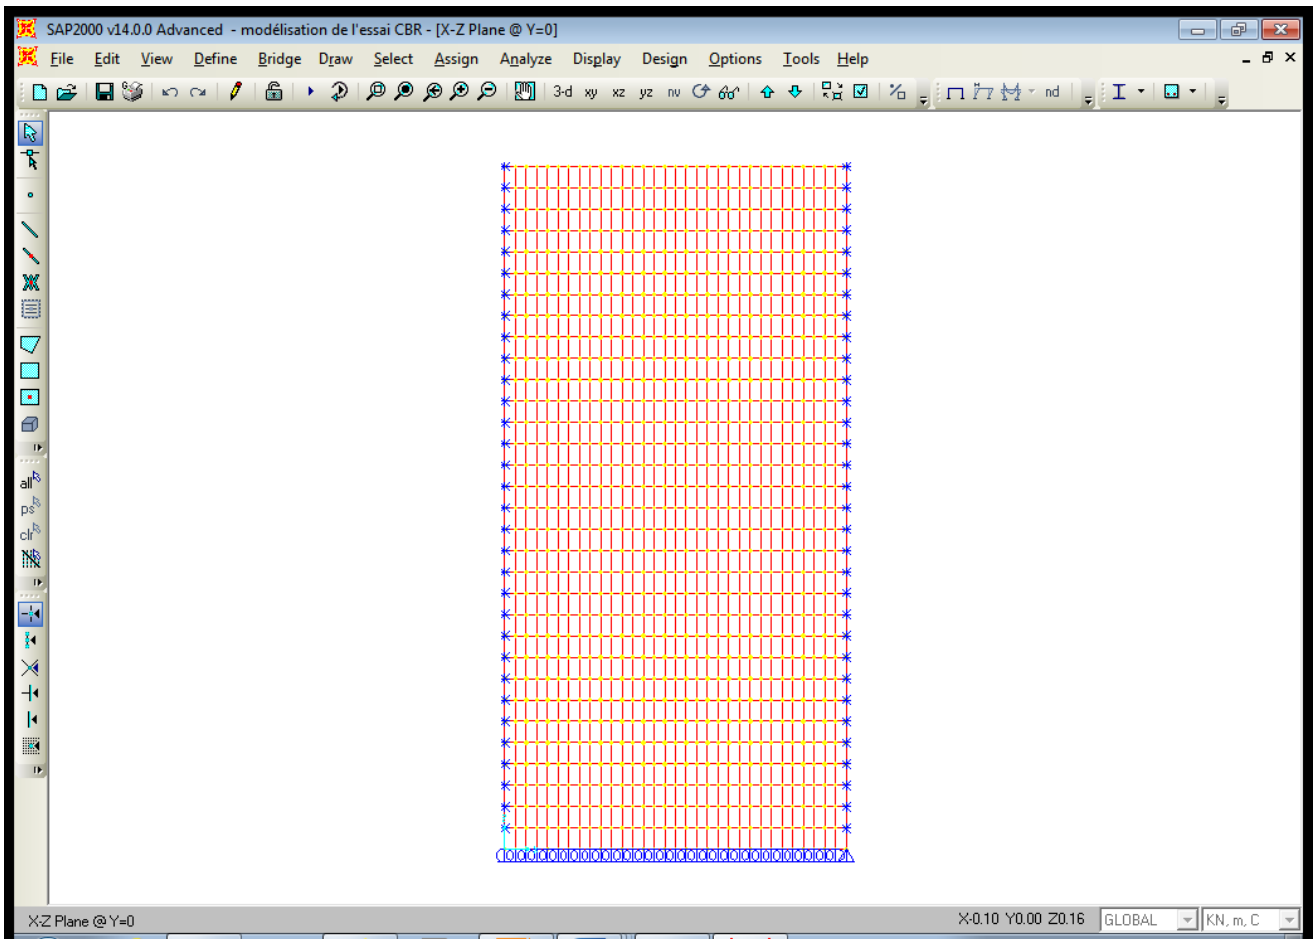 SAP2000 v14.0.0 Advanced - modélisation de l'essai CBR - [X-Z Plane @ Y=0]
File Edit View Define Bridge Draw Select Assign Analyze Display Design Options Tools Help
3-d xy xz yz nv nd
all
ps
clr
X-Z Plane @ Y=0 X-0.10 Y0.00 Z0.16 GLOBAL KN, m, C